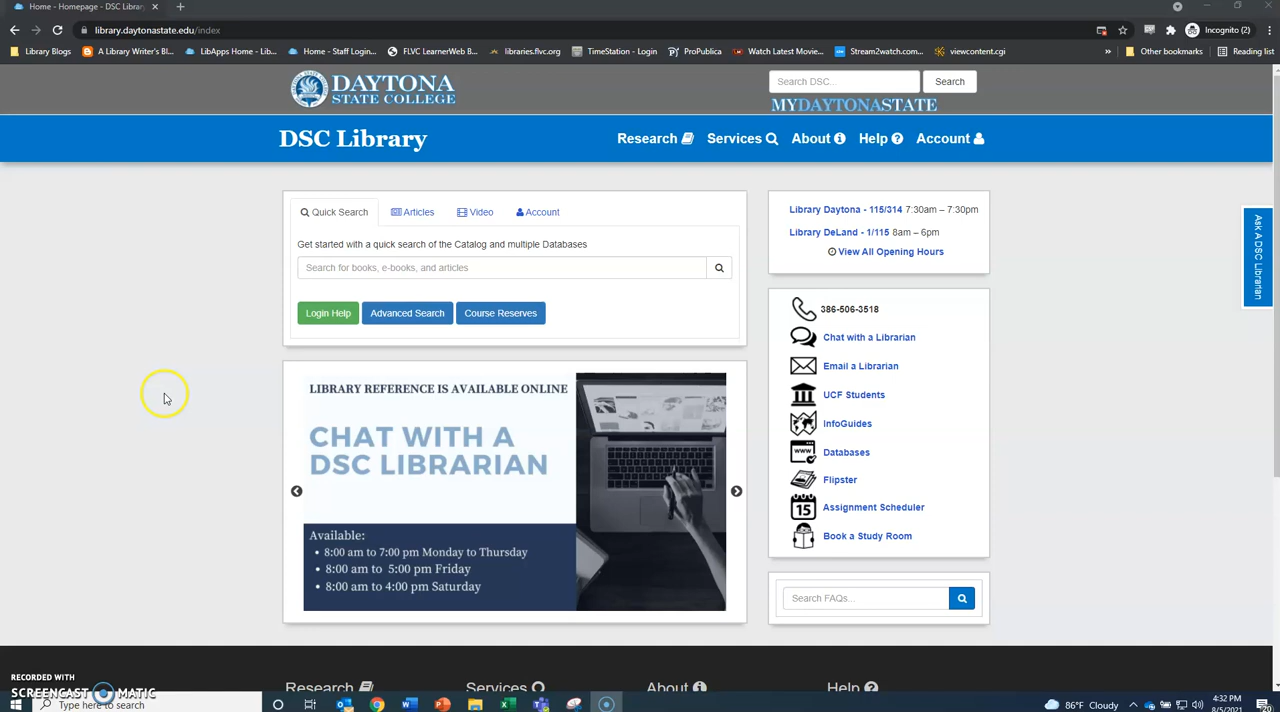 Home - Homepage - DSC Libra
library.daytonastate.edu/index
Incognito (2)
Library Blogs
A Library Writer's Bl...
LibApps Home - Lib...
Home - Staff Login...
FLVC LearnerWeb B...
libraries.flvc.org
TimeStation - Login
ProPublica
Watch Latest Movie...
Stream2watch.com...
viewcontent.cgi
»
Other bookmarks
Reading list
DAYTONA
STATE COLLEGE
Search DSC...
Search
MYDAYTONASTATE
DSC Library
Research
Services
About
Help
Account
Quick Search
Articles
Video
Account
Get started with a quick search of the Catalog and multiple Databases
Search for books, e-books, and articles
Login Help
Advanced Search
Course Reserves
Library Daytona - 115/314 7:30am – 7:30pm
Library DeLand - 1/115 8am – 6pm
View All Opening Hours
Ask A DSC Librarian
386-506-3518
Chat with a Librarian
Email a Librarian
UCF Students
InfoGuides
WWW
Databases
Flipster
15
Assignment Scheduler
Book a Study Room
LIBRARY REFERENCE IS AVAILABLE ONLINE
CHAT WITH A
DSC LIBRARIAN
Available:
• 8:00 am to 7:00 pm Monday to Thursday
• 8:00 am to 5:00 pm Friday
• 8:00 am to 4:00 pm Saturday
Search FAQs...
Research
Services
About
Help
RECORDED WITH
SCREENCAST MATIC
Type here to search
86°F Cloudy
4:32 PM
8/5/2021
20